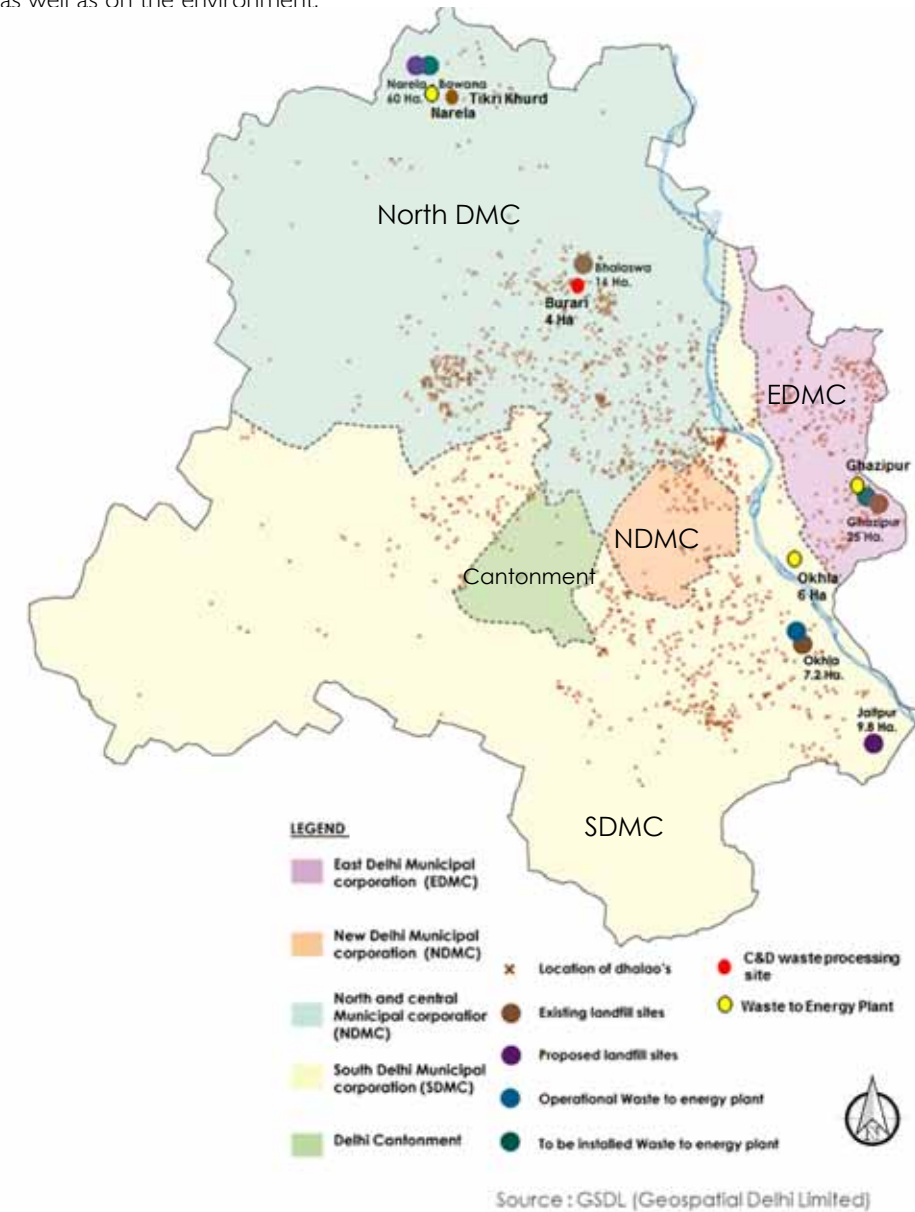 as well as on the environment.
Narela - Bawana
60 Ha.
Tikri Khurd
Narela
North DMC
Bhalaswa
16 Ha.
Burari
4 Ha
EDMC
Ghazipur
Ghazipur
25 Ha.
NDMC
Cantonment
Okhla
6 Ha
Okhla
7.2 Ha.
Jaitpur
9.8 Ha.
SDMC
LEGEND
East Delhi Municipal
corporation (EDMC)
New Delhi Municipal
corporation (NDMC)
North and central
Municipal corporatior
(NDMC)
South Delhi Municipal
corporation (SDMC)
Delhi Cantonment
Location of dhalao's
Existing landfill sites
Proposed landfill sites
Operational Waste to energy plant
To be installed Waste to energy plant
C&D waste processing
site
Waste to Energy Plant
Source : GSDL (Geospatial Delhi Limited)